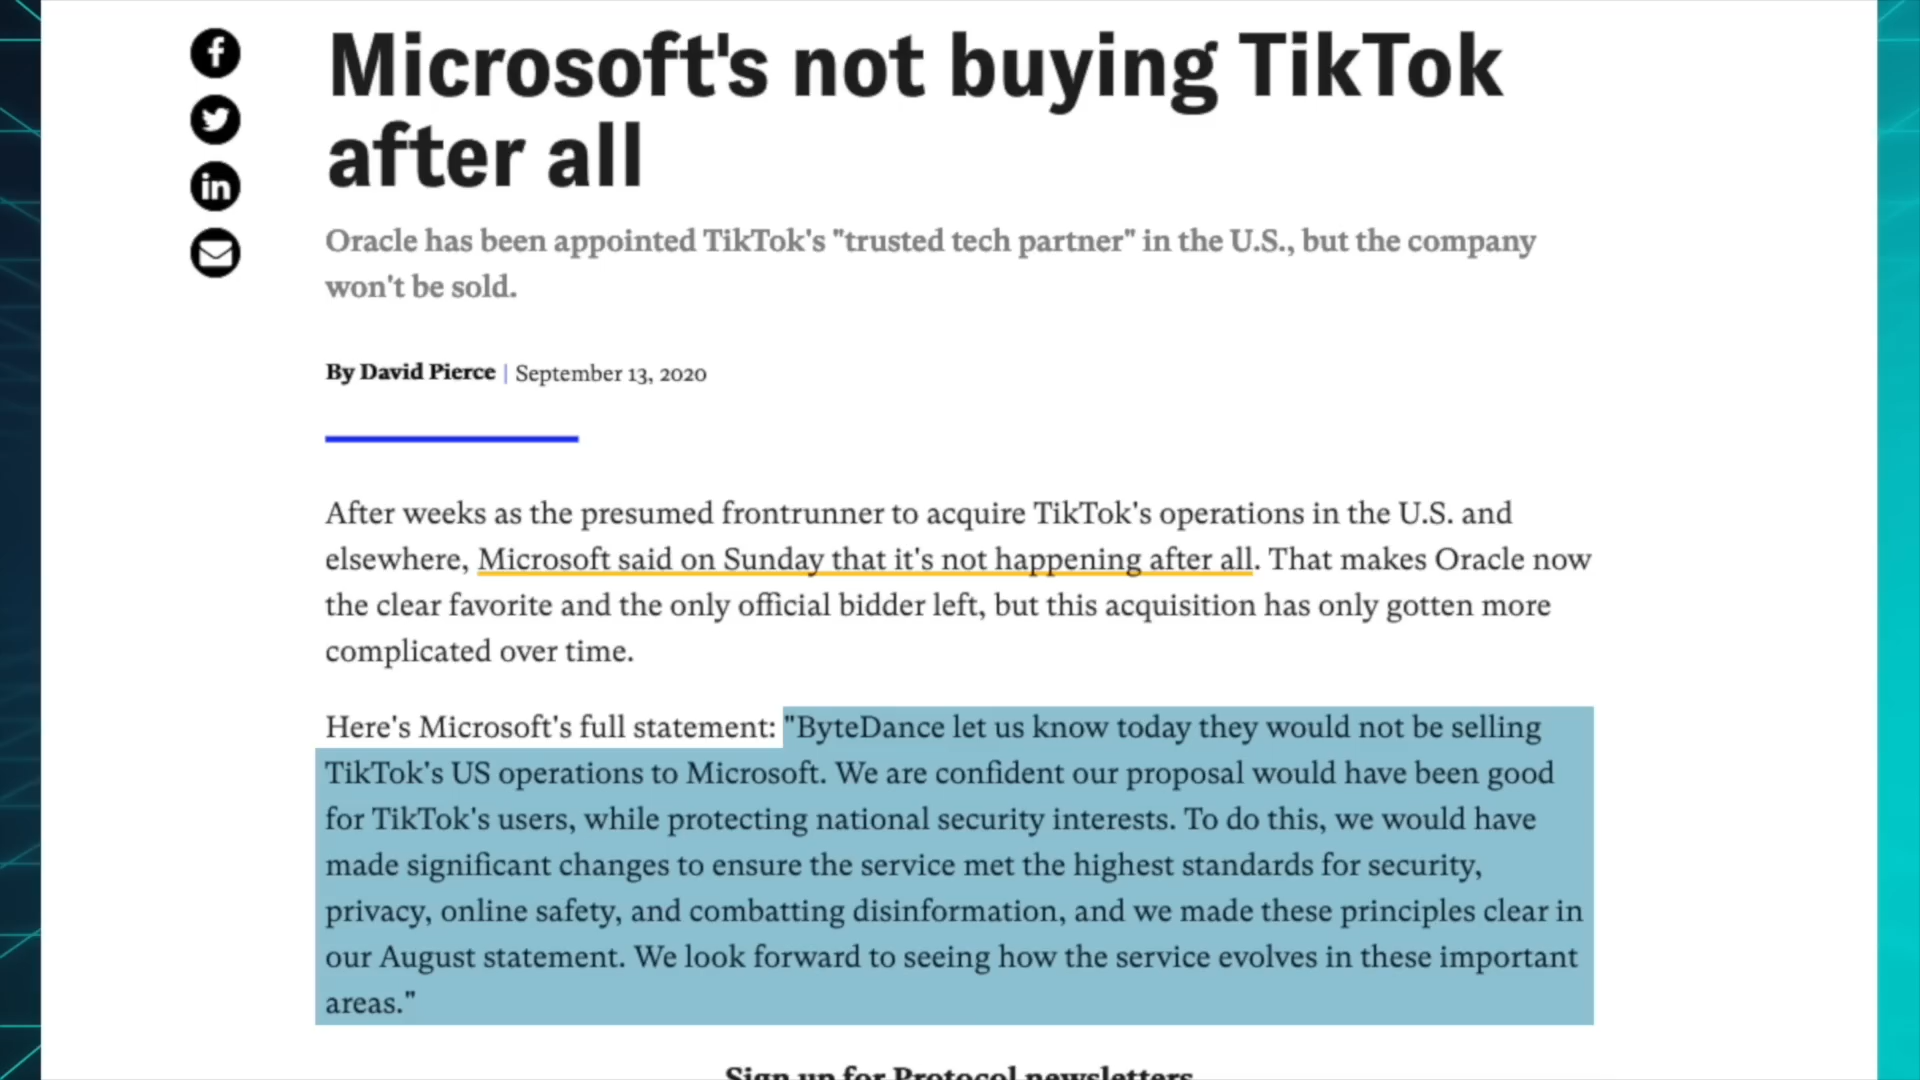 Microsoft's not buying TikTok
after all
Oracle has been appointed TikTok's "trusted tech partner" in the U.S., but the company
won't be sold.
By David Pierce | September 13, 2020
After weeks as the presumed frontrunner to acquire TikTok's operations in the U.S. and
elsewhere, Microsoft said on Sunday that it's not happening after all. That makes Oracle now
the clear favorite and the only official bidder left, but this acquisition has only gotten more
complicated over time.
Here's Microsoft's full statement: "ByteDance let us know today they would not be selling
TikTok's US operations to Microsoft. We are confident our proposal would have been good
for TikTok's users, while protecting national security interests. To do this, we would have
made significant changes to ensure the service met the highest standards for security,
privacy, online safety, and combatting disinformation, and we made these principles clear in
our August statement. We look forward to seeing how the service evolves in these important
areas."
Sign up for Protocol newsletters